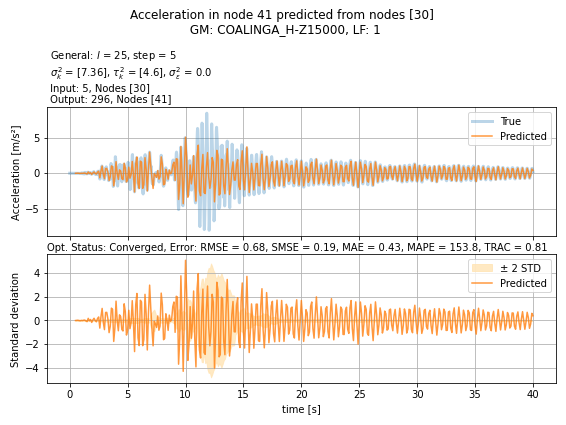 Acceleration in node 41 predicted from nodes [30]
GM: COALINGA_H-Z15000, LF: 1
General: l = 25, step = 5
σ²ₖ = [7.36], τ²ₖ = [4.6], σ²ε = 0.0
Input: 5, Nodes [30]
Output: 296, Nodes [41]
True
Predicted
5
0
−5
Acceleration [m/s²]
Opt. Status: Converged, Error: RMSE = 0.68, SMSE = 0.19, MAE = 0.43, MAPE = 153.8, TRAC = 0.81
± 2 STD
Predicted
4
2
0
−2
−4
Standard deviation
0 5 10 15 20 25 30 35 40
time [s]